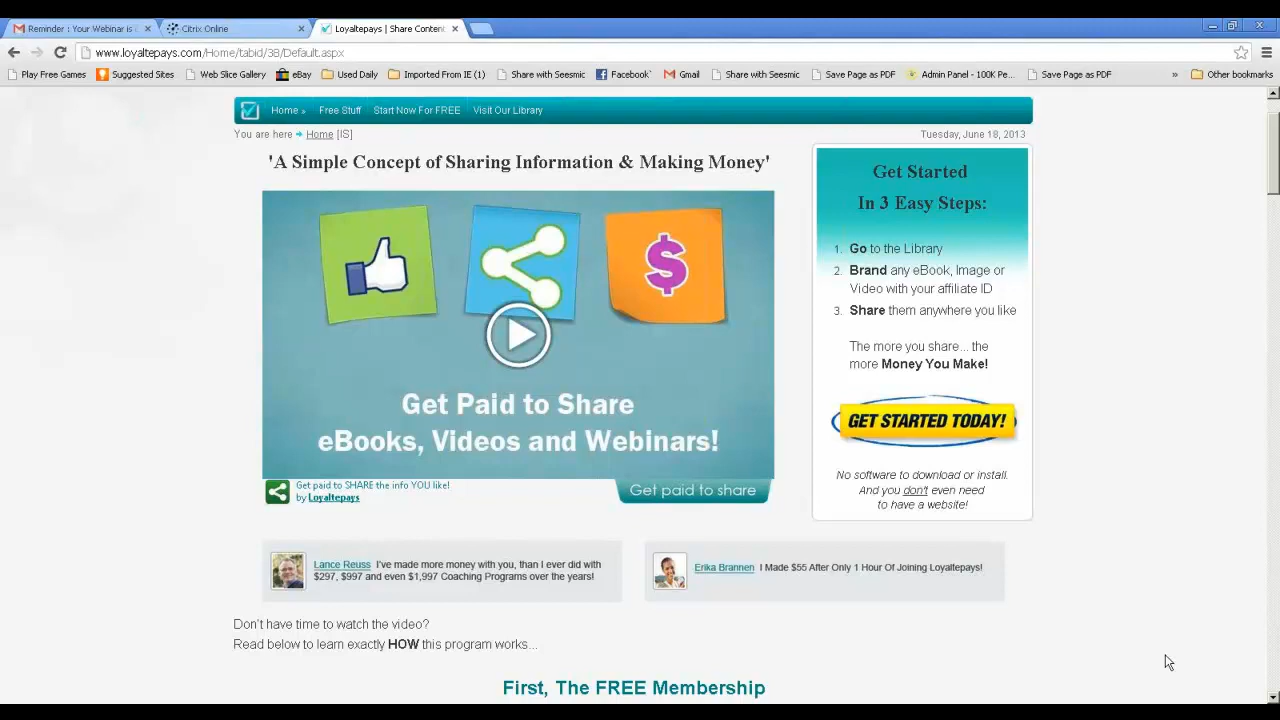 Reminder : Your Webinar is
Citrix Online
Loyaltepays | Share Content
www.loyaltepays.com/Home/tabid/38/Default.aspx
Play Free Games
Suggested Sites
Web Slice Gallery
eBay
Used Daily
Imported From IE (1)
Share with Seesmic
Facebook
Gmail
Share with Seesmic
Save Page as PDF
Admin Panel - 100K Pe...
Save Page as PDF
»
Other bookmarks
Home »
Free Stuff
Start Now For FREE
Visit Our Library
You are here
Home [IS]
Tuesday, June 18, 2013
'A Simple Concept of Sharing Information & Making Money'
$
Get Paid to Share
eBooks, Videos and Webinars!
Get paid to SHARE the info YOU like!
by Loyaltepays
Get paid to share
Get Started
In 3 Easy Steps:
1. Go to the Library
2. Brand any eBook, Image or
Video with your affiliate ID
3. Share them anywhere you like
The more you share... the
more Money You Make!
GET STARTED TODAY!
No software to download or install.
And you don't even need
to have a website!
Lance Reuss I've made more money with you, than I ever did with
$297, $997 and even $1,997 Coaching Programs over the years!
Erika Brannen I Made $55 After Only 1 Hour Of Joining Loyaltepays!
Don't have time to watch the video?
Read below to learn exactly HOW this program works...
First, The FREE Membership